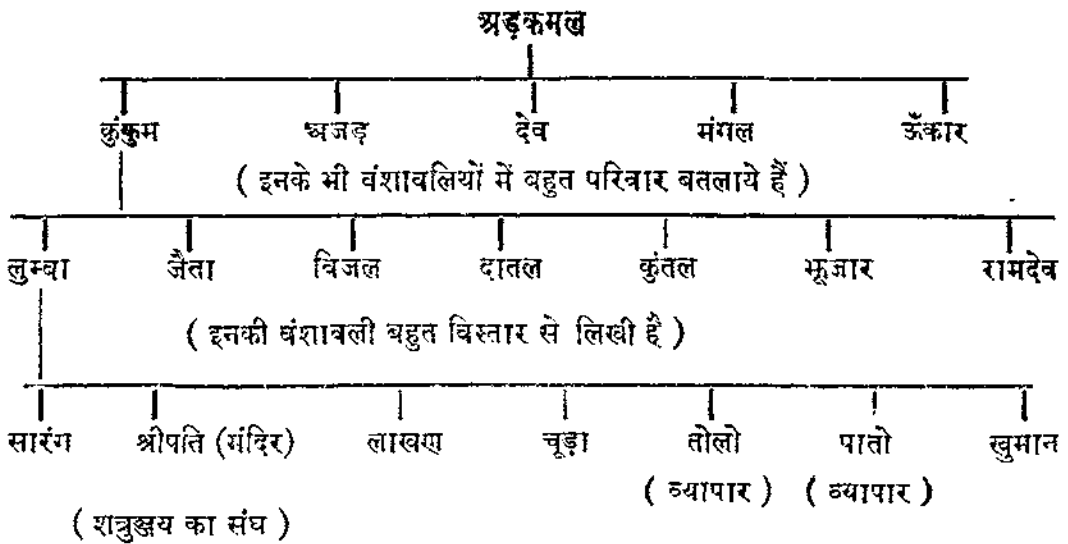 अड़कमल
कुंकुम अजड़ देव मंगल ऊँकार
( इनके भी वंशावलियों में बहुत परिवार बतलाये हैं )
लुम्बा जैता विजल दातल कुंतल भूजार रामदेव
( इनकी वंशावली बहुत विस्तार से लिखी है )
सारंग श्रीपति (मंदिर) लाखण चूड़ा तोलो पातो खुमान
( व्यापार ) ( व्यापार )
( शत्रुञ्जय का संघ )